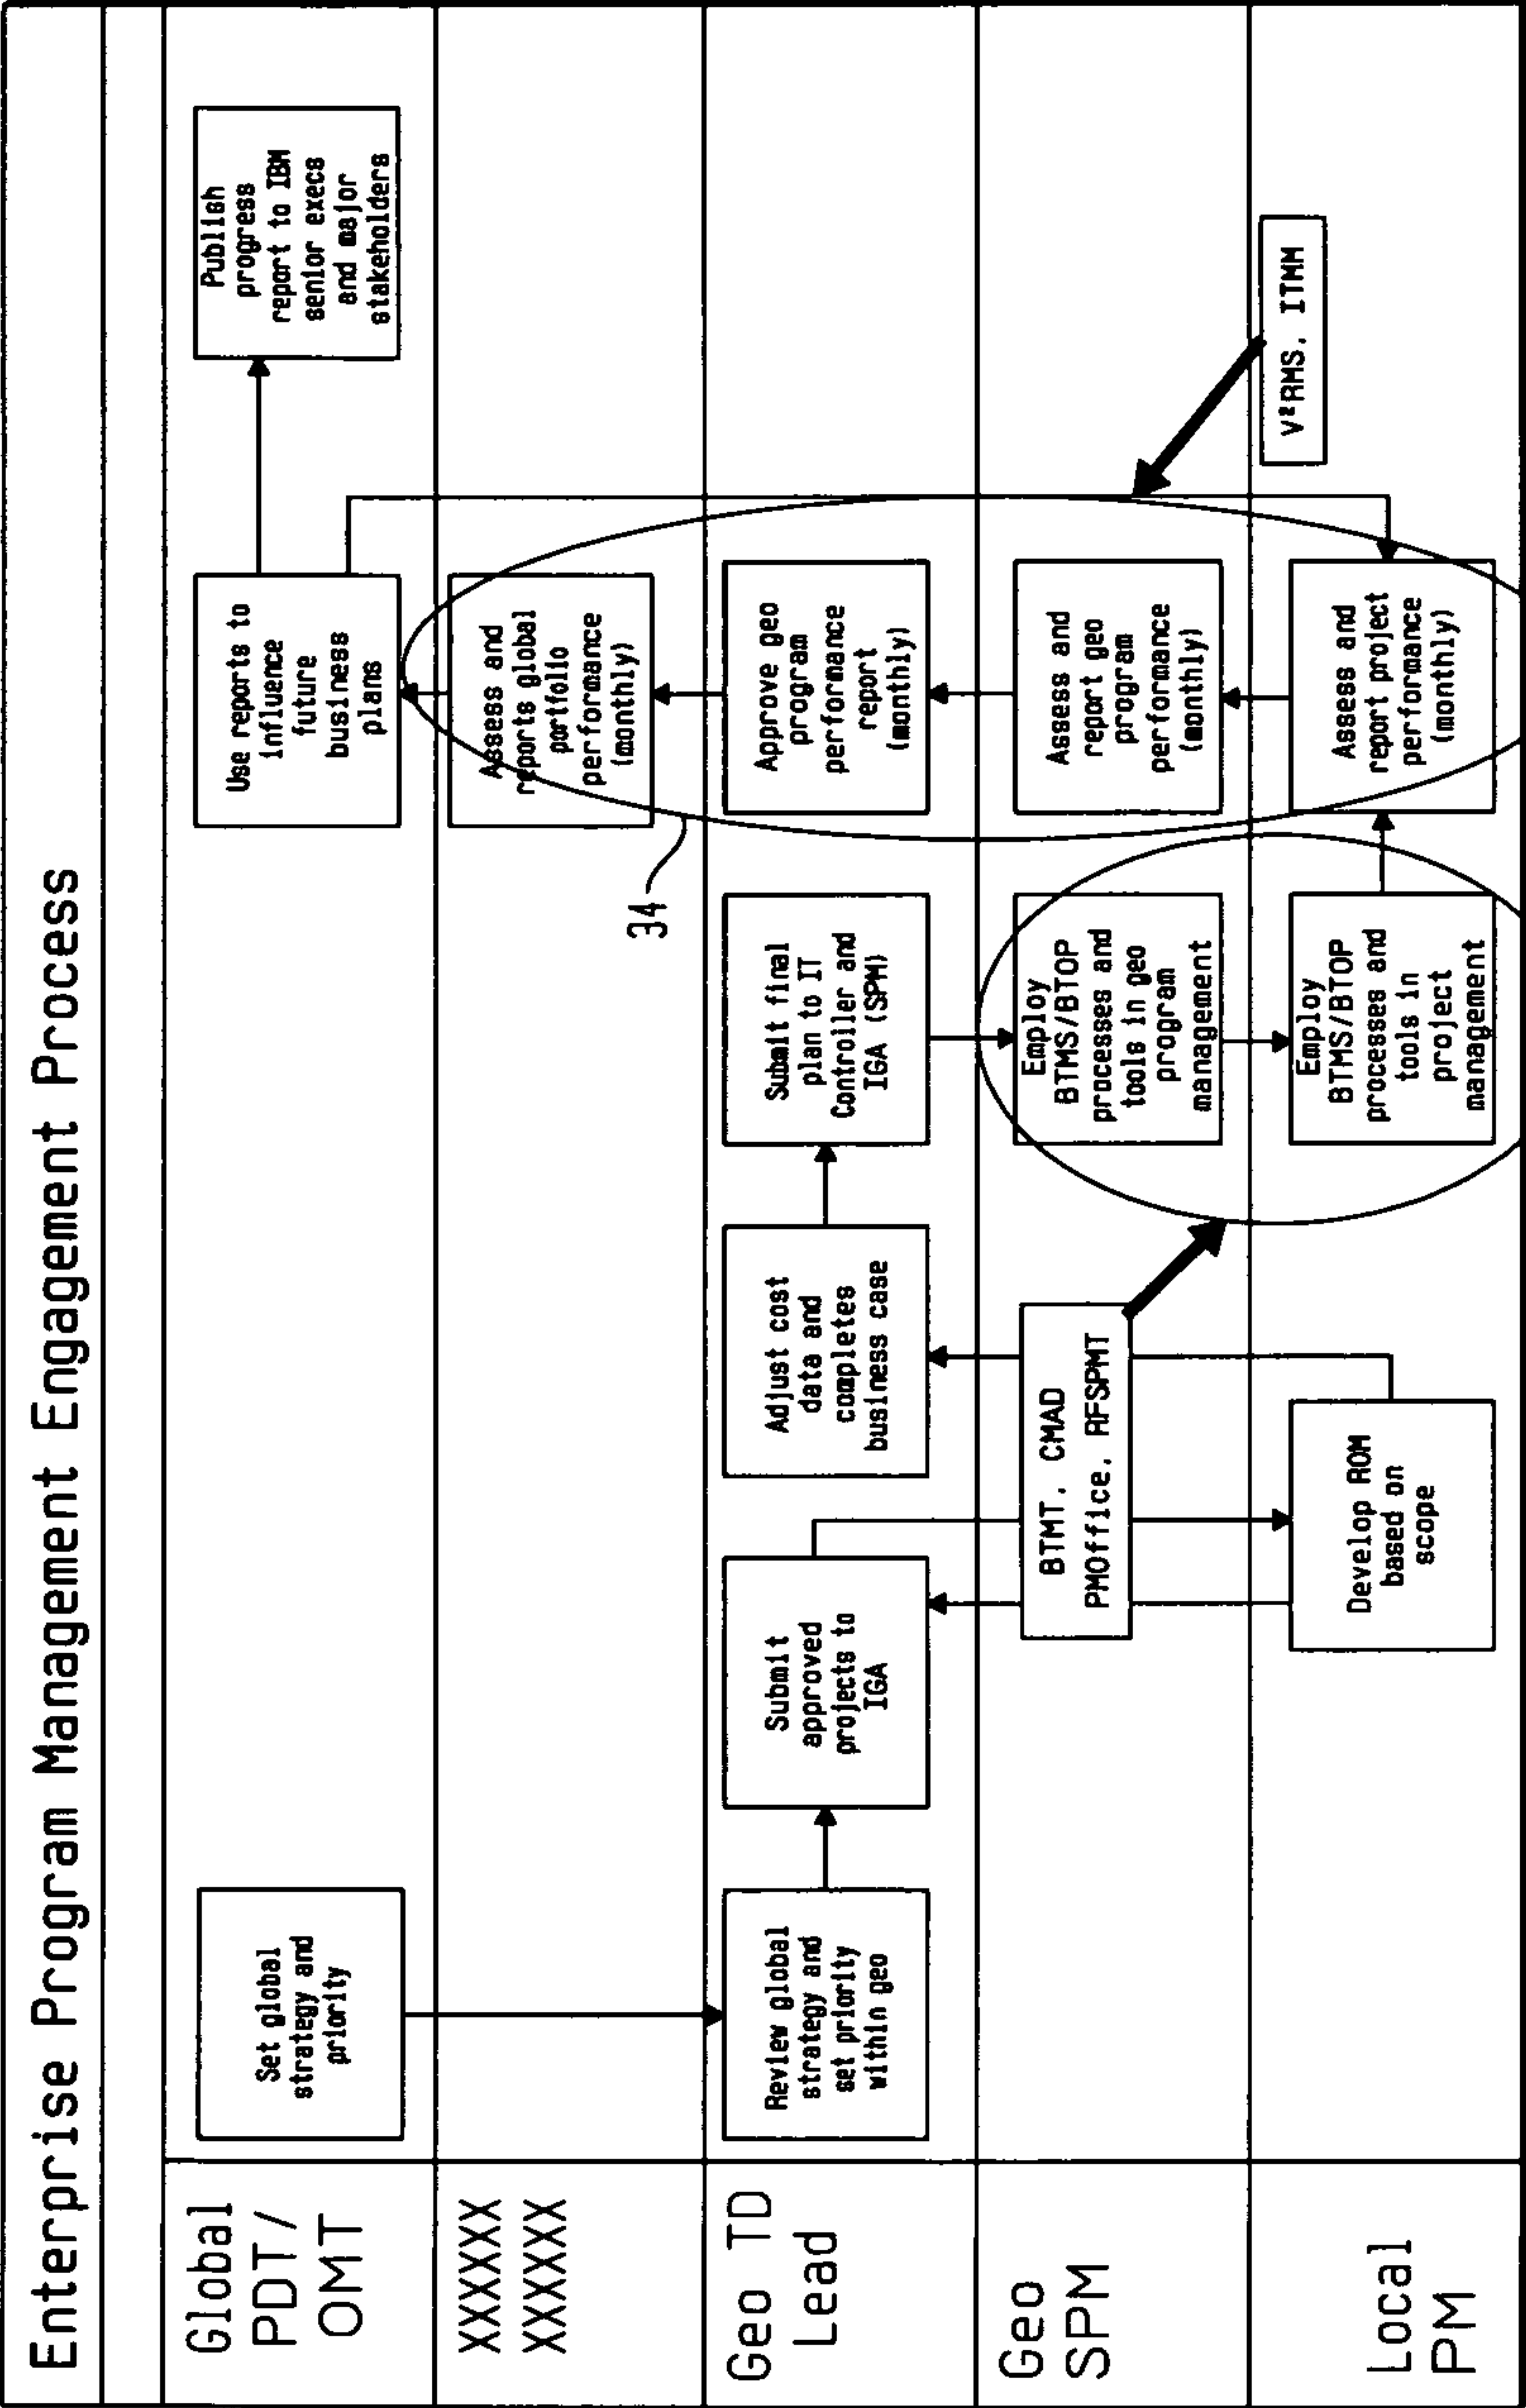 Enterprise Program Management Engagement Process
Global
PDT/
OMT
Set global
strategy and
priority
Use reports to
influence
future
business
plans
Publish
progress
report to IBM
senior execs
and major
stakeholders
XXXXXX
XXXXXX
Assess and
reports global
portfolio
performance
(monthly)
34
Geo TD
Lead
Review global
strategy and
set priority
within geo
Submit
approved
projects to
IGA
Adjust cost
data and
completes
business case
Submit final
plan to IT
Controller and
IGA (SPM)
Approve geo
program
performance
report
(monthly)
Geo
SPM
BTMT, CMAD
PMOffice, RFSPMT
Employ
BTMS/BTOP
processes and
tools in geo
program
management
Assess and
report geo
program
performance
(monthly)
Local
PM
Develop ROM
based on
scope
Employ
BTMS/BTOP
processes and
tools in
project
management
Assess and
report project
performance
(monthly)
V²RMS, ITMM